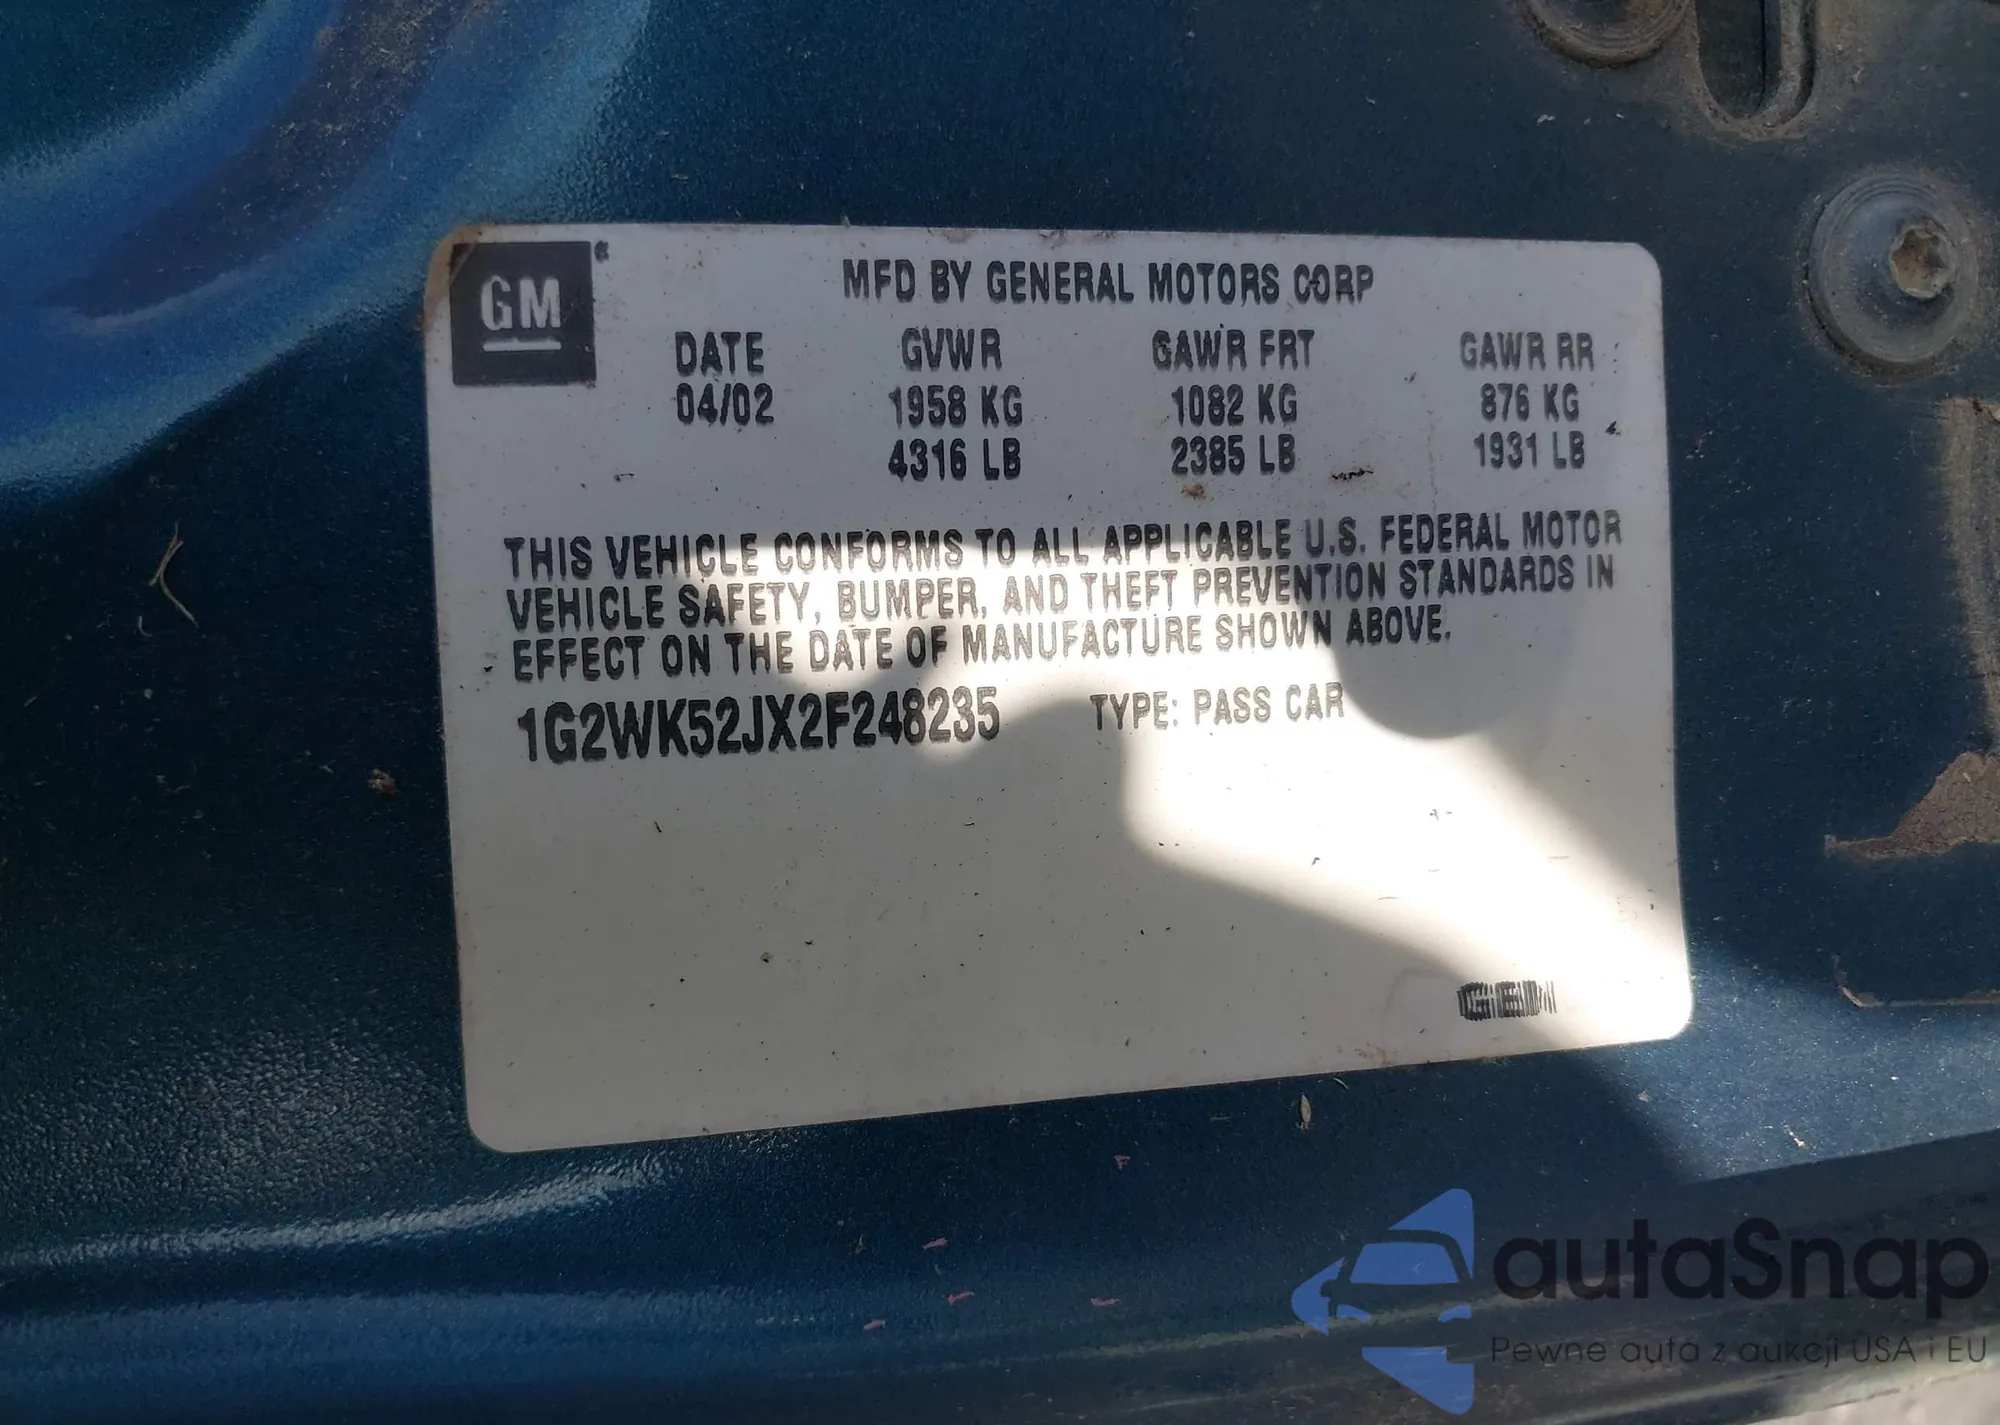 GM
MFD BY GENERAL MOTORS CORP
DATE GVWR GAWR FRT GAWR RR
04/02 1958 KG 1082 KG 876 KG
4316 LB 2385 LB 1931 LB
THIS VEHICLE CONFORMS TO ALL APPLICABLE U.S. FEDERAL MOTOR
VEHICLE SAFETY, BUMPER, AND THEFT PREVENTION STANDARDS IN
EFFECT ON THE DATE OF MANUFACTURE SHOWN ABOVE.
1G2WK52JX2F248235 TYPE: PASS CAR
autaSnap
Pewne auta z aukcji USA i EU